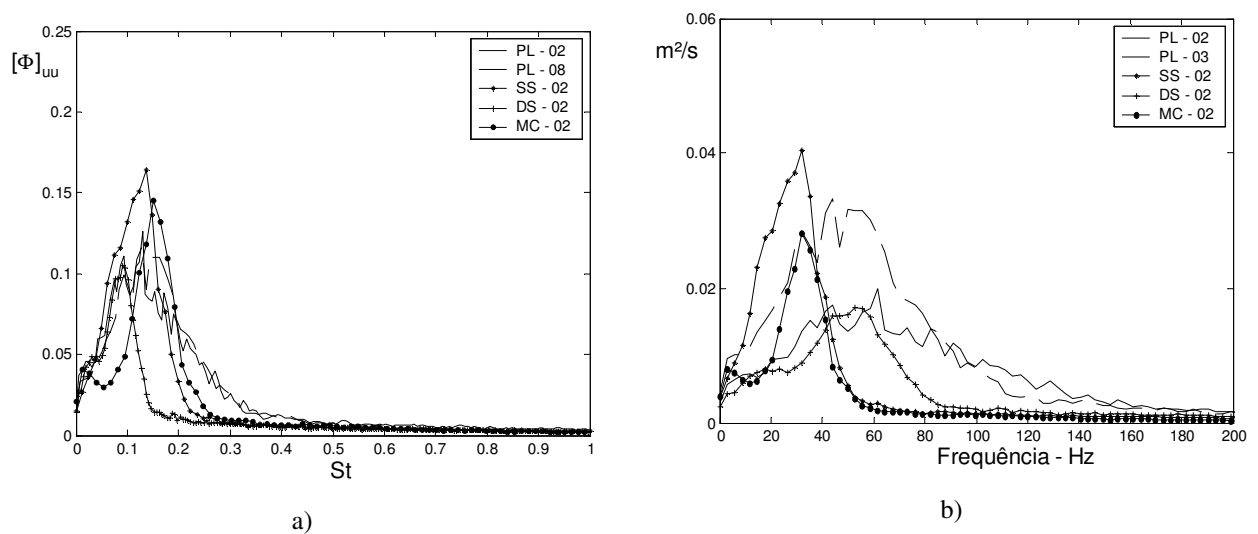 [Φ]uu
0.25
0.2
0.15
0.1
0.05
0
0 0.1 0.2 0.3 0.4 0.5 0.6 0.7 0.8 0.9 1
St
PL - 02
PL - 08
SS - 02
DS - 02
MC - 02
a)
m²/s
0.06
0.04
0.02
0
0 20 40 60 80 100 120 140 160 180 200
Frequência - Hz
PL - 02
PL - 03
SS - 02
DS - 02
MC - 02
b)